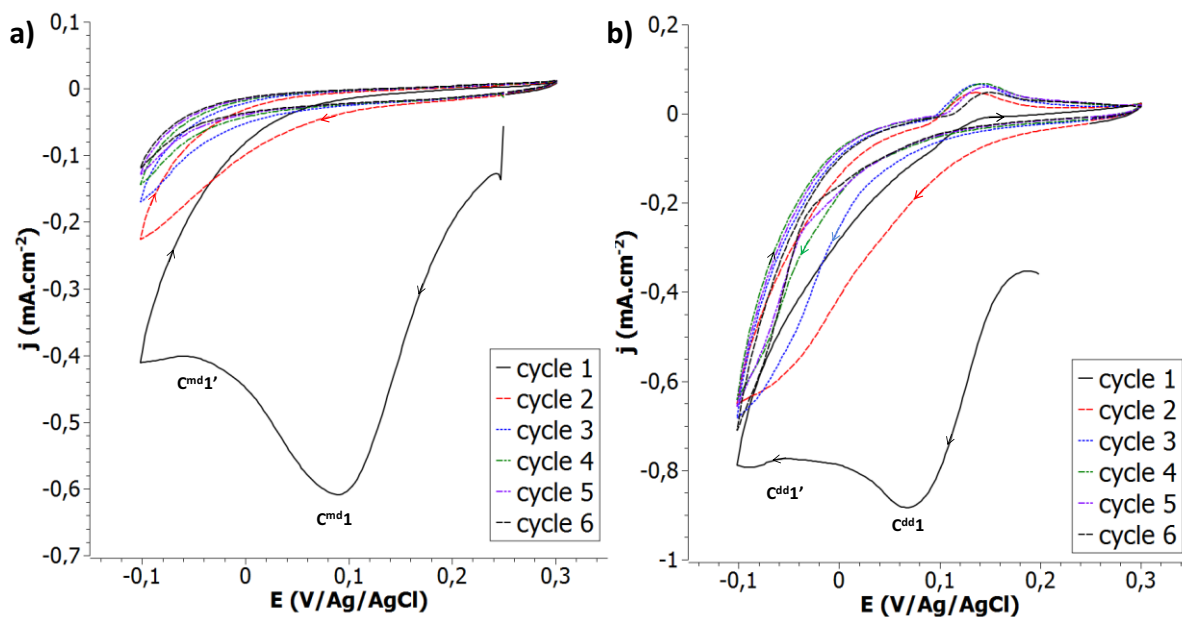 a)
0,1
0
-0,1
-0,2
-0,3
-0,4
-0,5
-0,6
-0,7
j (mA.cm-2)
-0,1
0
0,1
0,2
0,3
E (V/Ag/AgCl)
Cmd1’
Cmd1
cycle 1
cycle 2
cycle 3
cycle 4
cycle 5
cycle 6
b)
0,2
0
-0,2
-0,4
-0,6
-0,8
-1
j (mA.cm-2)
-0,1
0
0,1
0,2
0,3
E (V/Ag/AgCl)
Cdd1’
Cdd1
cycle 1
cycle 2
cycle 3
cycle 4
cycle 5
cycle 6